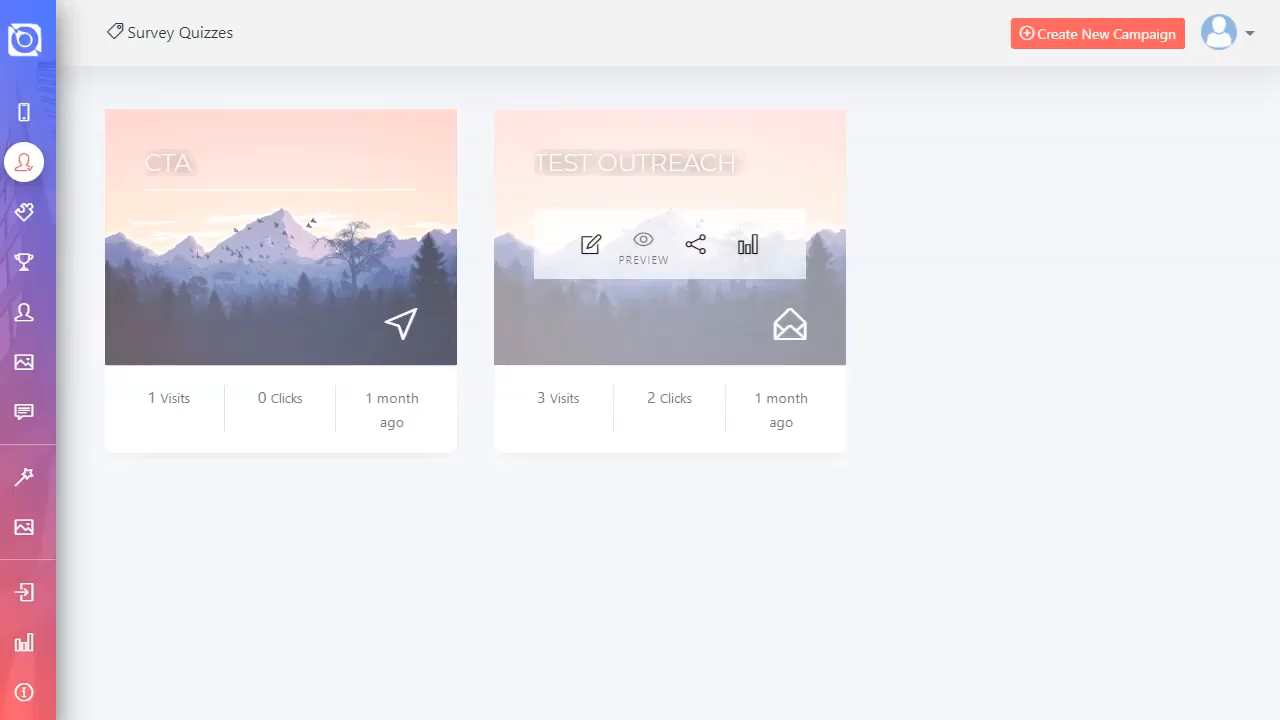 Survey Quizzes
Create New Campaign
CTA
TEST OUTREACH
PREVIEW
1 Visits
0 Clicks
1 month
ago
3 Visits
2 Clicks
1 month
ago